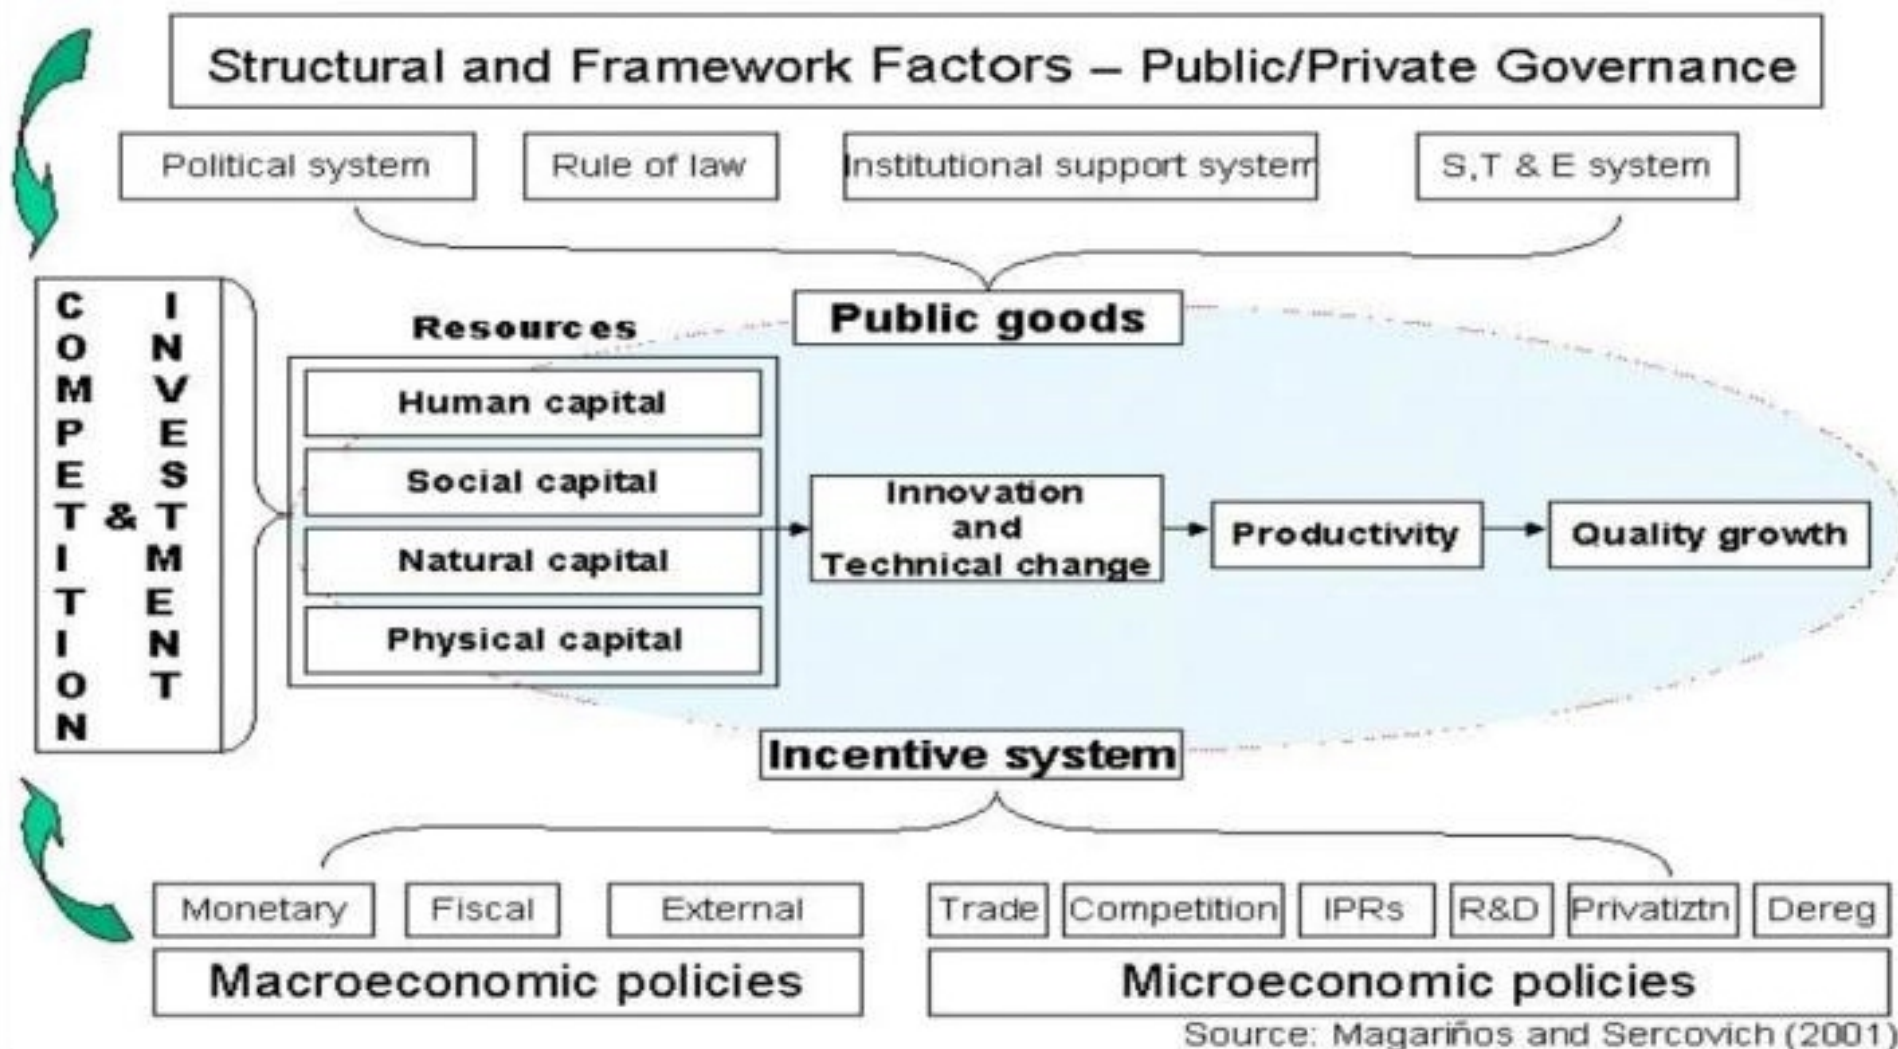 Structural and Framework Factors – Public/Private Governance
Political system
Rule of law
Institutional support system
S,T & E system
COMPETITION
&
INVESTMENT
Resources
Public goods
Human capital
Social capital
Natural capital
Physical capital
Innovation
and
Technical change
Productivity
Quality growth
Incentive system
Monetary
Fiscal
External
Trade
Competition
IPRs
R&D
Privatiztn
Dereg
Macroeconomic policies
Microeconomic policies
Source: Magariños and Sercovich (2001)